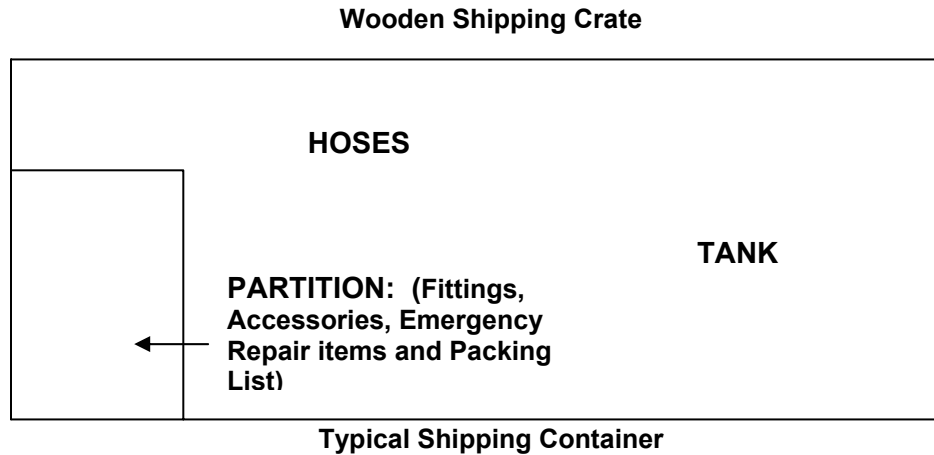 Wooden Shipping Crate
HOSES
TANK
PARTITION: (Fittings,
Accessories, Emergency
Repair items and Packing
List)
Typical Shipping Container